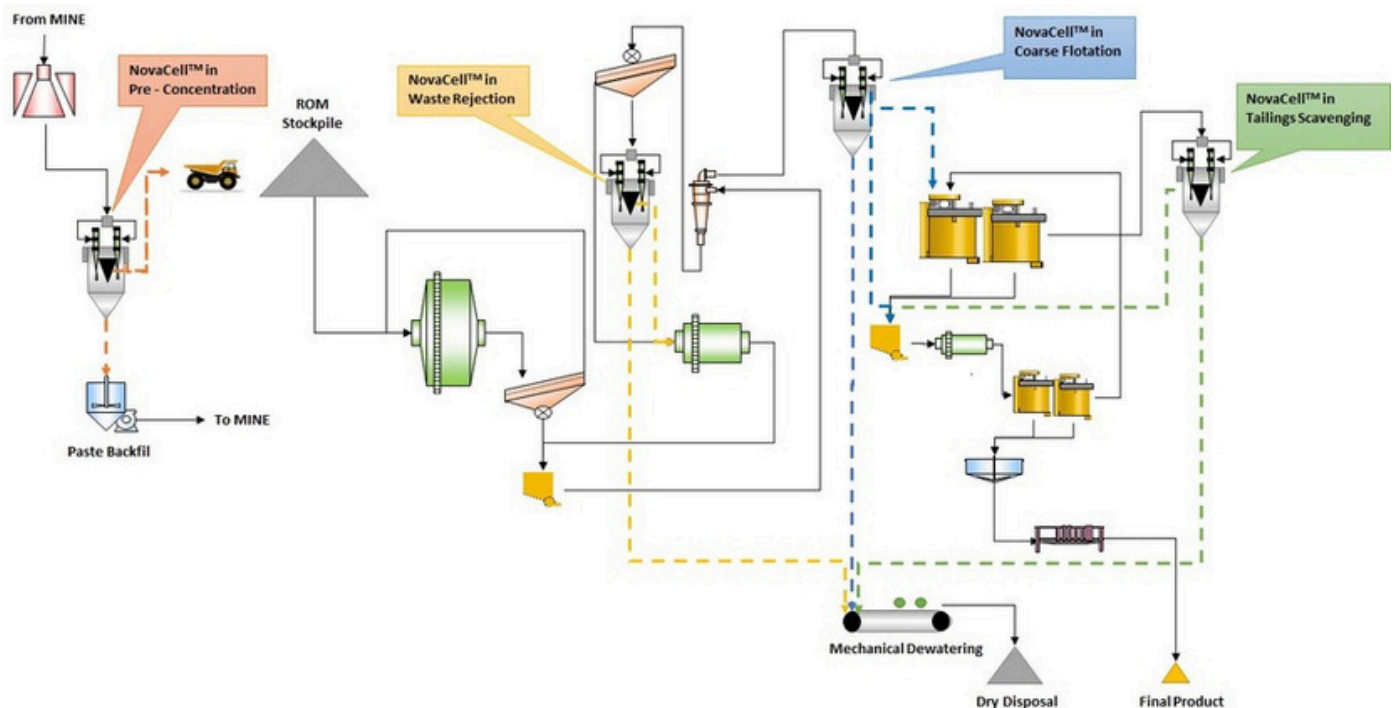 From MINE
NovaCell™ in
Pre - Concentration
ROM
Stockpile
NovaCell™ in
Waste Rejection
NovaCell™ in
Coarse Flotation
NovaCell™ in
Tailings Scavenging
To MINE
Paste Backfil
Mechanical Dewatering
Dry Disposal
Final Product